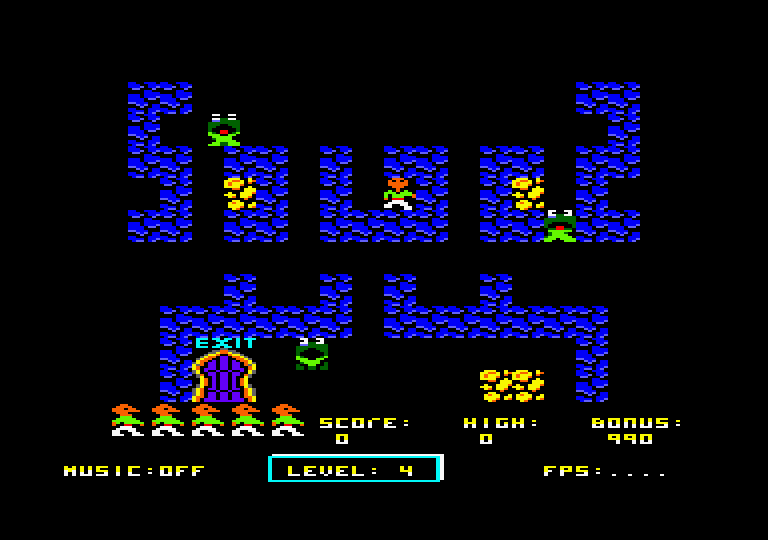 EXIT
SCORE: HIGH: BONUS:
0 0 990
MUSIC:OFF LEVEL: 4 FPS:....